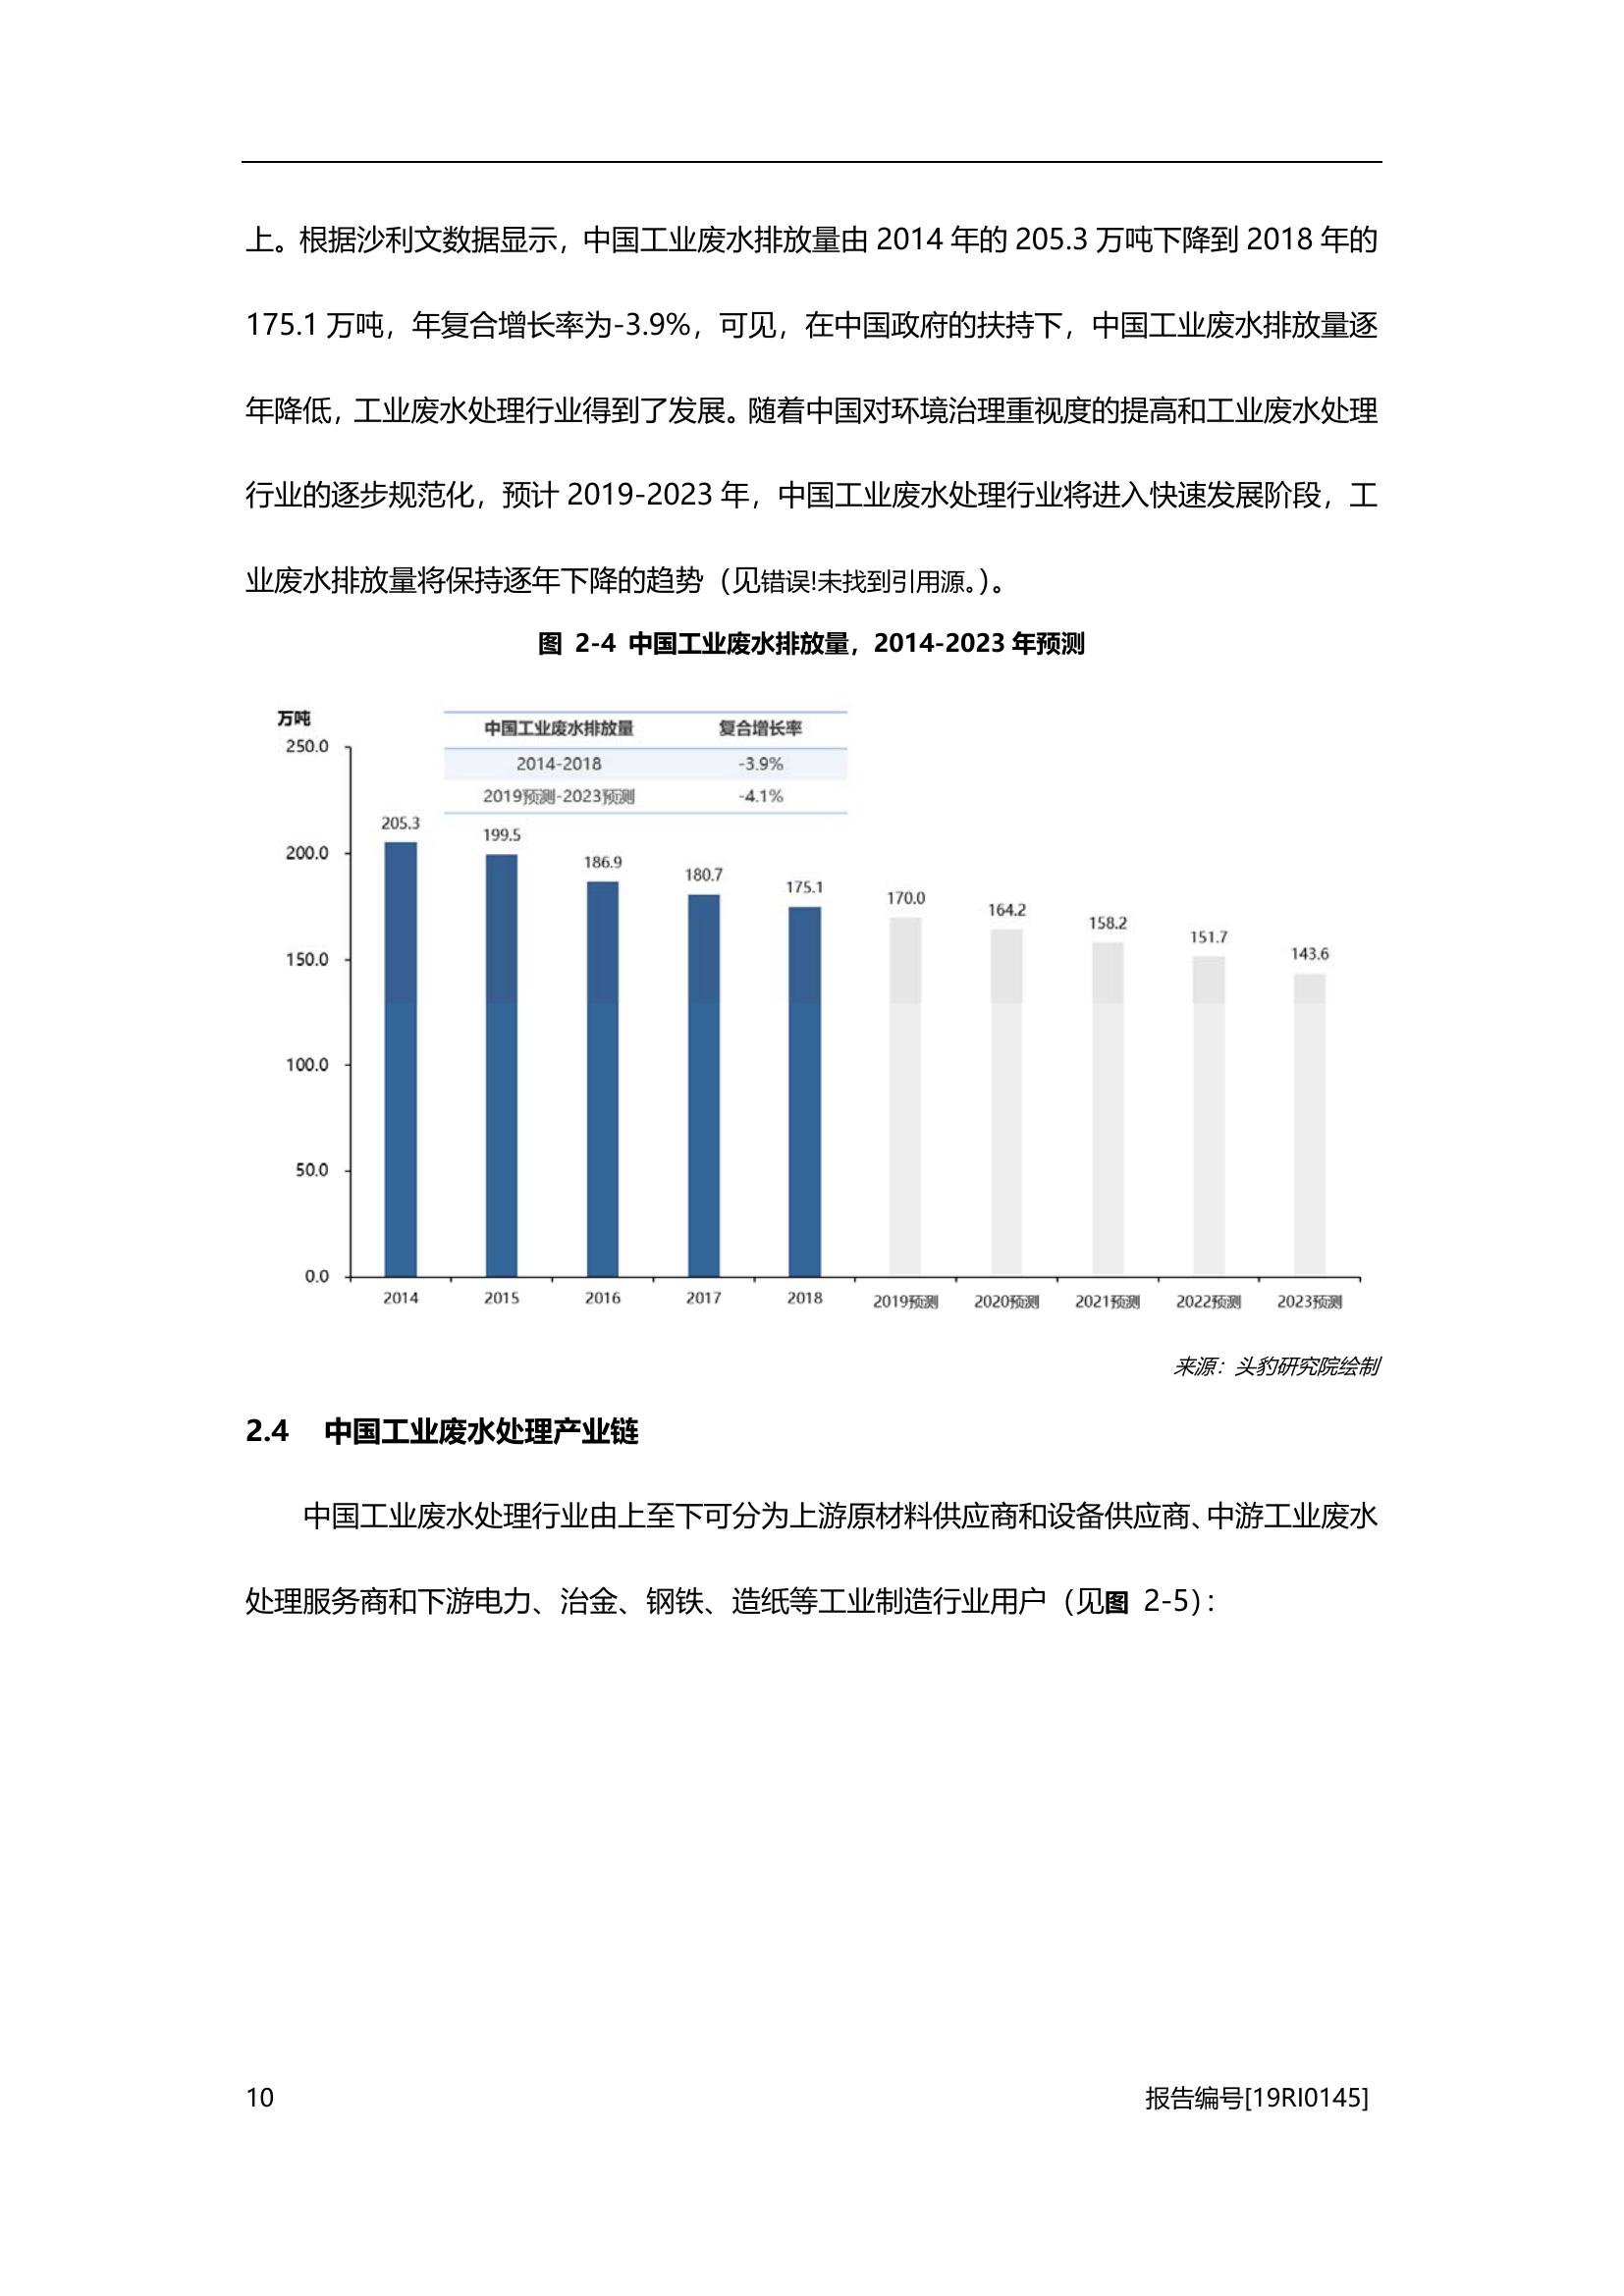 上。根据沙利文数据显示，中国工业废水排放量由 2014 年的 205.3 万吨下降到 2018 年的
175.1 万吨，年复合增长率为-3.9%，可见，在中国政府的扶持下，中国工业废水排放量逐
年降低，工业废水处理行业得到了发展。随着中国对环境治理重视度的提高和工业废水处理
行业的逐步规范化，预计 2019-2023 年，中国工业废水处理行业将进入快速发展阶段，工
业废水排放量将保持逐年下降的趋势（见错误!未找到引用源。）。
图 2-4 中国工业废水排放量，2014-2023 年预测
万吨
中国工业废水排放量 复合增长率
2014-2018 -3.9%
2019预测-2023预测 -4.1%
250.0
200.0
150.0
100.0
50.0
0.0
205.3
199.5
186.9
180.7
175.1
170.0
164.2
158.2
151.7
143.6
2014 2015 2016 2017 2018 2019预测 2020预测 2021预测 2022预测 2023预测
来源：头豹研究院绘制
2.4 中国工业废水处理产业链
中国工业废水处理行业由上至下可分为上游原材料供应商和设备供应商、中游工业废水
处理服务商和下游电力、冶金、钢铁、造纸等工业制造行业用户（见图 2-5）：
10 报告编号[19RI0145]